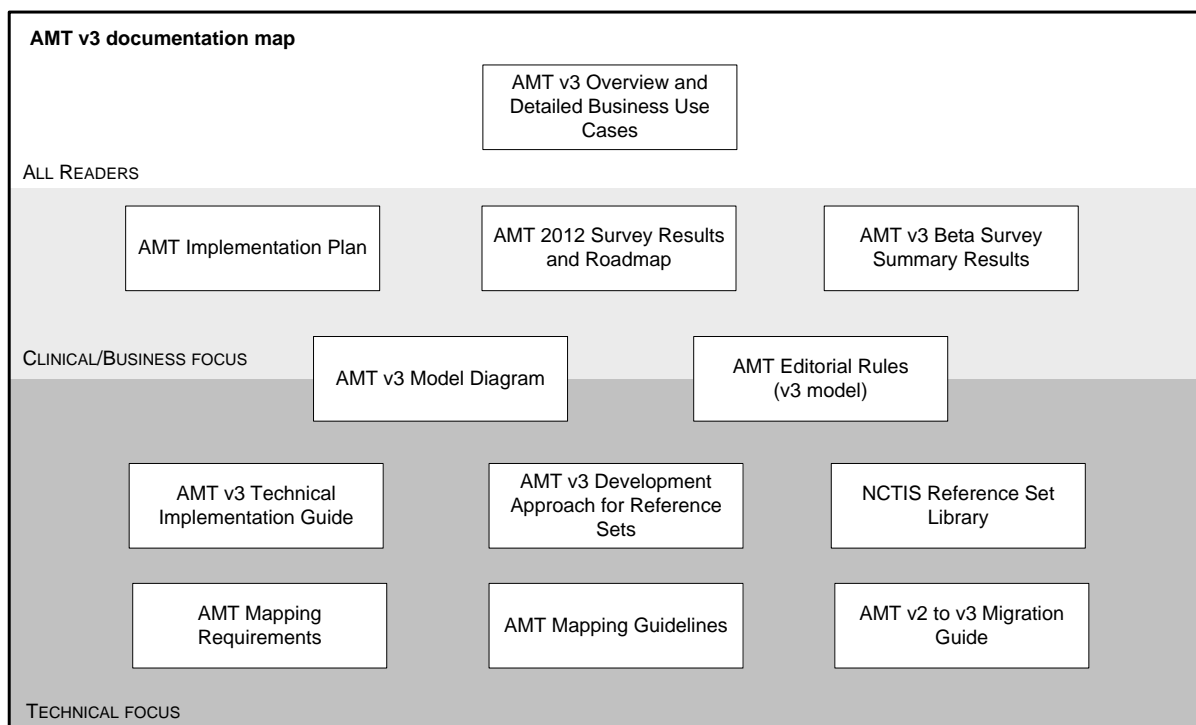 AMT v3 documentation map
AMT v3 Overview and
Detailed Business Use
Cases
ALL READERS
AMT Implementation Plan
AMT 2012 Survey Results
and Roadmap
AMT v3 Beta Survey
Summary Results
CLINICAL/BUSINESS FOCUS
AMT v3 Model Diagram
AMT Editorial Rules
(v3 model)
AMT v3 Technical
Implementation Guide
AMT v3 Development
Approach for Reference
Sets
NCTIS Reference Set
Library
AMT Mapping
Requirements
AMT Mapping Guidelines
AMT v2 to v3 Migration
Guide
TECHNICAL FOCUS